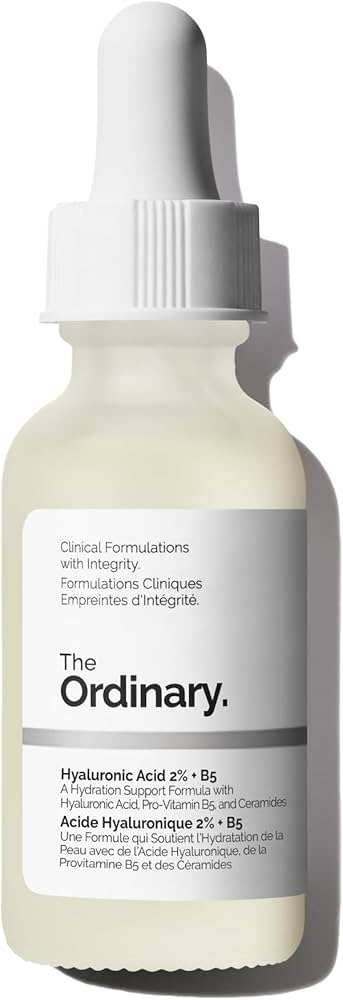 Clinical Formulations
with Integrity.
Formulations Cliniques
Empreintes d'Intégrité.
The
Ordinary.
Hyaluronic Acid 2% + B5
A Hydration Support Formula with
Hyaluronic Acid, Pro-Vitamin B5, and Ceramides
Acide Hyaluronique 2% + B5
Une Formule qui Soutient l'Hydratation de la
Peau avec de l'Acide Hyaluronique, de la
Provitamine B5 et des Céramides